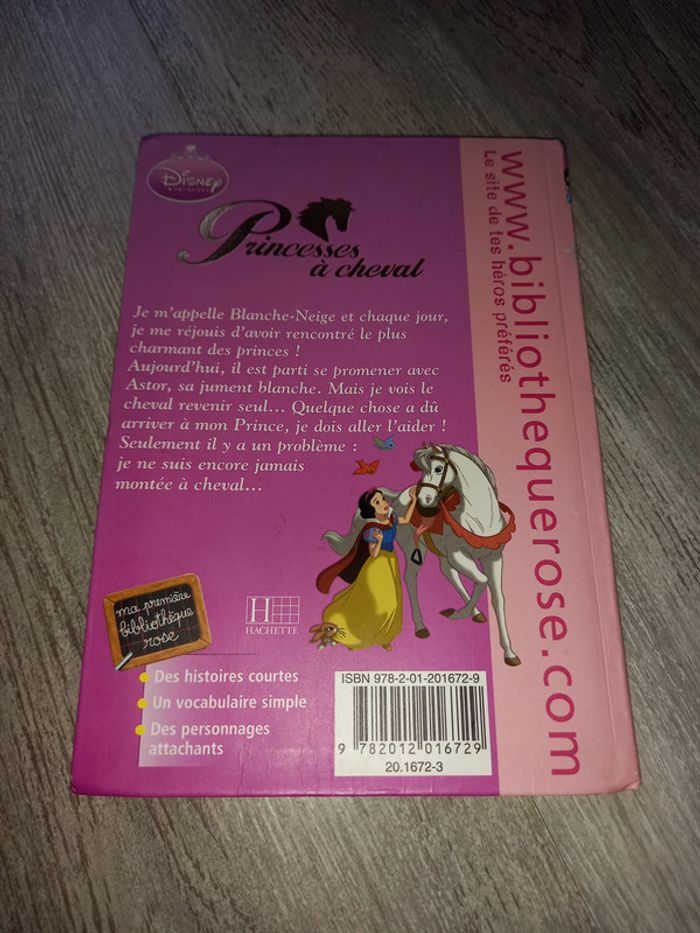 DISNEY
PRINCESSES
Princesses
à cheval
Je m'appelle Blanche-Neige et chaque jour,
je me réjouis d'avoir rencontré le plus
charmant des princes !
Aujourd'hui, il est parti se promener avec
Astor, sa jument blanche. Mais je vois le
cheval revenir seul... Quelque chose a dû
arriver à mon Prince, je dois aller l'aider !
Seulement il y a un problème :
je ne suis encore jamais
montée à cheval...
ma première
bibliothèque
rose
H
HACHETTE
Des histoires courtes
Un vocabulaire simple
Des personnages
attachants
ISBN 978-2-01-201672-9
9 782012 016729
20.1672-3
www.bibliothequerose.com
Le site de tes héros préférés